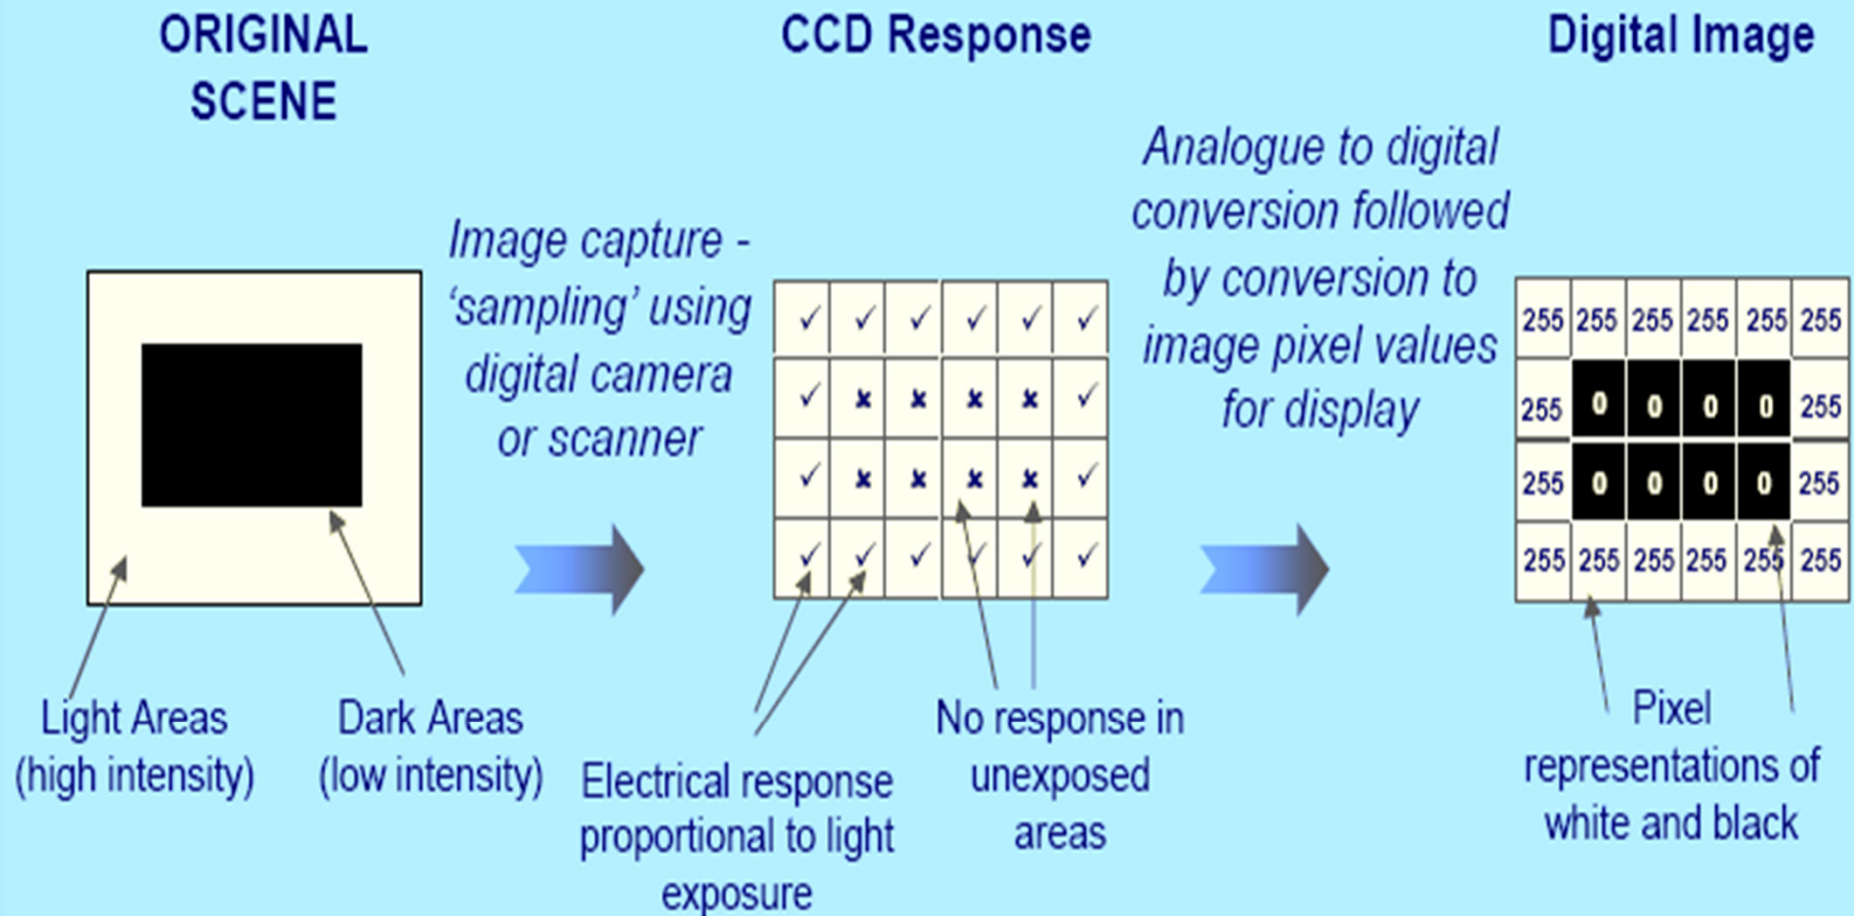 ORIGINAL
SCENE
CCD Response
Digital Image
Image capture -
‘sampling’ using
digital camera
or scanner
Analogue to digital
conversion followed
by conversion to
image pixel values
for display
✓ ✓ ✓ ✓ ✓ ✓
✓ ✘ ✘ ✘ ✘ ✓
✓ ✘ ✘ ✘ ✘ ✓
✓ ✓ ✓ ✓ ✓ ✓
255 255 255 255 255 255
255 0 0 0 0 255
255 0 0 0 0 255
255 255 255 255 255 255
Light Areas
(high intensity)
Dark Areas
(low intensity)
Electrical response
proportional to light
exposure
No response in
unexposed
areas
Pixel
representations of
white and black